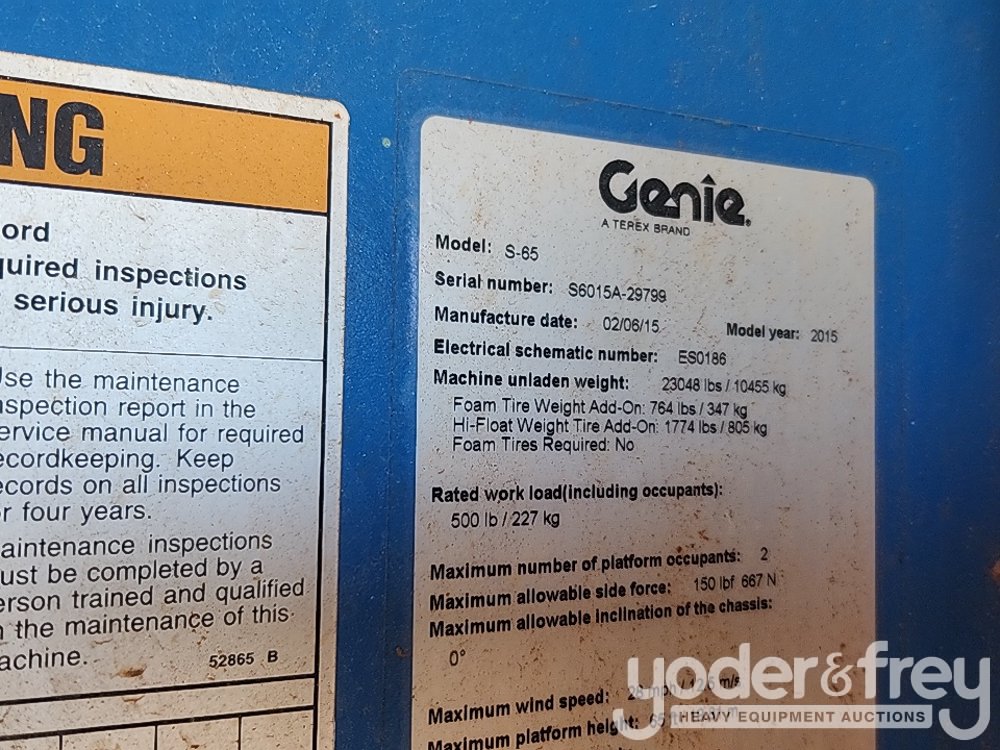 NG
ord
quired inspections
serious injury.
Use the maintenance
nspection report in the
ervice manual for required
ecordkeeping. Keep
ecords on all inspections
r four years.
aintenance inspections
ust be completed by a
erson trained and qualified
n the maintenance of this
achine.
52865 B
Genie
A TEREX BRAND
Model: S-65
Serial number: S6015A-29799
Manufacture date: 02/06/15 Model year: 2015
Electrical schematic number: ES0186
Machine unladen weight: 23048 lbs / 10455 kg
Foam Tire Weight Add-On: 764 lbs / 347 kg
Hi-Float Weight Tire Add-On: 1774 lbs / 805 kg
Foam Tires Required: No
Rated work load(including occupants):
500 lb / 227 kg
Maximum number of platform occupants: 2
Maximum allowable side force: 150 lbf 667 N
Maximum allowable inclination of the chassis:
0°
Maximum wind speed: 28 mph / 12.5 m/s
Maximum platform height: 65 ft
yoder&frey
HEAVY EQUIPMENT AUCTIONS